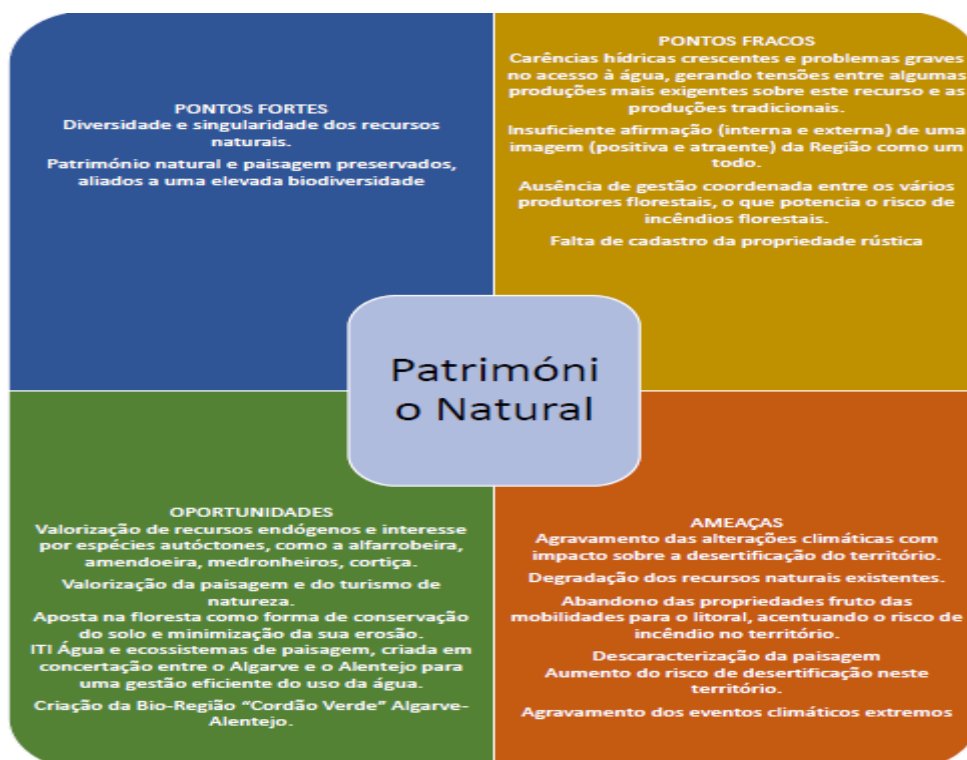 PONTOS FORTES
Diversidade e singularidade dos recursos
naturais.
Património natural e paisagem preservados,
aliados a uma elevada biodiversidade
PONTOS FRACOS
Carências hídricas crescentes e problemas graves
no acesso à água, gerando tensões entre algumas
produções mais exigentes sobre este recurso e as
produções tradicionais.
Insuficiente afirmação (interna e externa) de uma
imagem (positiva e atraente) da Região como um
todo.
Ausência de gestão coordenada entre os vários
produtores florestais, o que potencia o risco de
incêndios florestais.
Falta de cadastro da propriedade rústica
Patrimóni
o Natural
OPORTUNIDADES
Valorização de recursos endógenos e interesse
por espécies autóctones, como a alfarrobeira,
amendoeira, medronheiros, cortiça.
Valorização da paisagem e do turismo de
natureza.
Aposta na floresta como forma de conservação
do solo e minimização da sua erosão.
ITI Água e ecossistemas de paisagem, criada em
concertação entre o Algarve e o Alentejo para
uma gestão eficiente do uso da água.
Criação da Bio-Região “Cordão Verde” Algarve-
Alentejo.
AMEAÇAS
Agravamento das alterações climáticas com
impacto sobre a desertificação do território.
Degradação dos recursos naturais existentes.
Abandono das propriedades fruto das
mobilidades para o litoral, acentuando o risco de
incêndio no território.
Descaracterização da paisagem
Aumento do risco de desertificação neste
território.
Agravamento dos eventos climáticos extremos